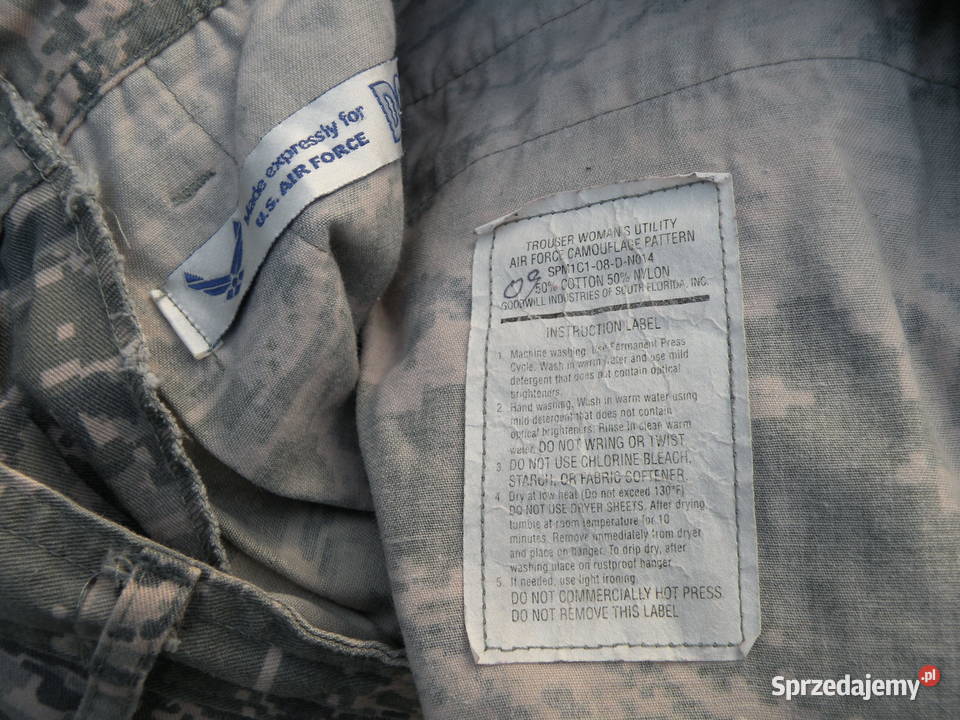 Made expressly for
U.S. AIR FORCE
TROUSER WOMAN'S UTILITY
AIR FORCE CAMOUFLAGE PATTERN
SPM1C1-08-D-N014
09
50% COTTON 50% NYLON
GOODWILL INDUSTRIES OF SOUTH FLORIDA, INC.
INSTRUCTION LABEL
1. Machine washing. Use Permanent Press
Cycle. Wash in warm water and use mild
detergent that does not contain optical
brighteners.
2. Hand washing. Wash in warm water using
mild detergent that does not contain
optical brighteners. Rinse in clean warm
water. DO NOT WRING OR TWIST
3. DO NOT USE CHLORINE BLEACH,
STARCH, OR FABRIC SOFTENER.
4. Dry at low heat (Do not exceed 130°F)
DO NOT USE DRYER SHEETS. After drying,
tumble at room temperature for 10
minutes. Remove immediately from dryer
and place on hanger. To drip dry, after
washing place on rustproof hanger
5. If needed, use light ironing.
DO NOT COMMERCIALLY HOT PRESS
DO NOT REMOVE THIS LABEL
Sprzedajemy.pl